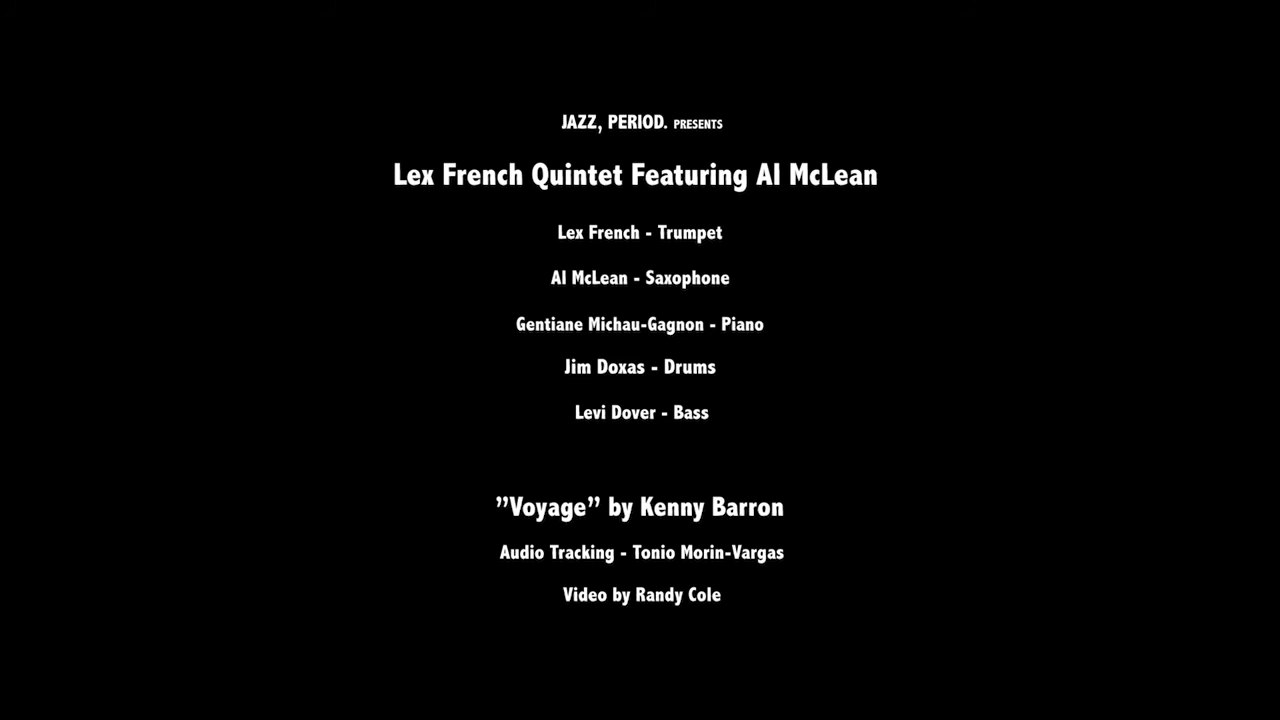 JAZZ, PERIOD. PRESENTS
Lex French Quintet Featuring Al McLean
Lex French - Trumpet
Al McLean - Saxophone
Gentiane Michau-Gagnon - Piano
Jim Doxas - Drums
Levi Dover - Bass
”Voyage” by Kenny Barron
Audio Tracking - Tonio Morin-Vargas
Video by Randy Cole